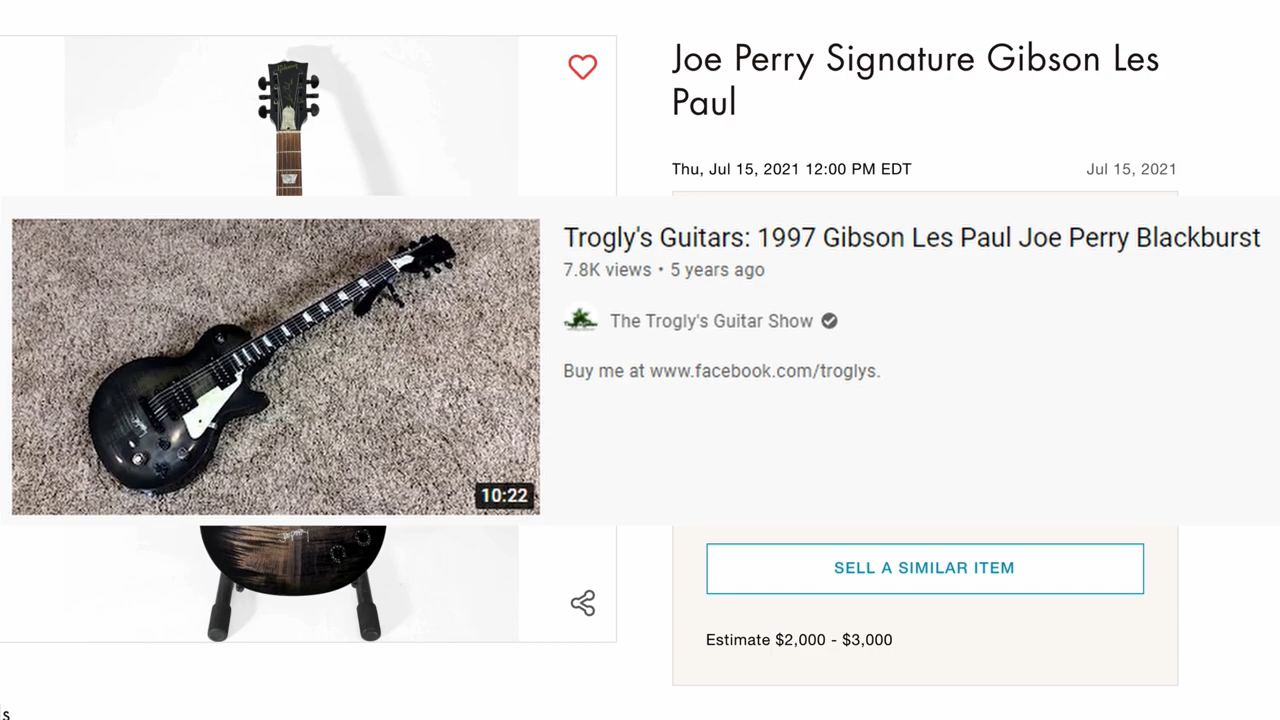 Joe Perry Signature Gibson Les
Paul
Thu, Jul 15, 2021 12:00 PM EDT
Jul 15, 2021
Trogly's Guitars: 1997 Gibson Les Paul Joe Perry Blackburst
7.8K views • 5 years ago
The Trogly's Guitar Show
Buy me at www.facebook.com/troglys.
10:22
SELL A SIMILAR ITEM
Estimate $2,000 - $3,000